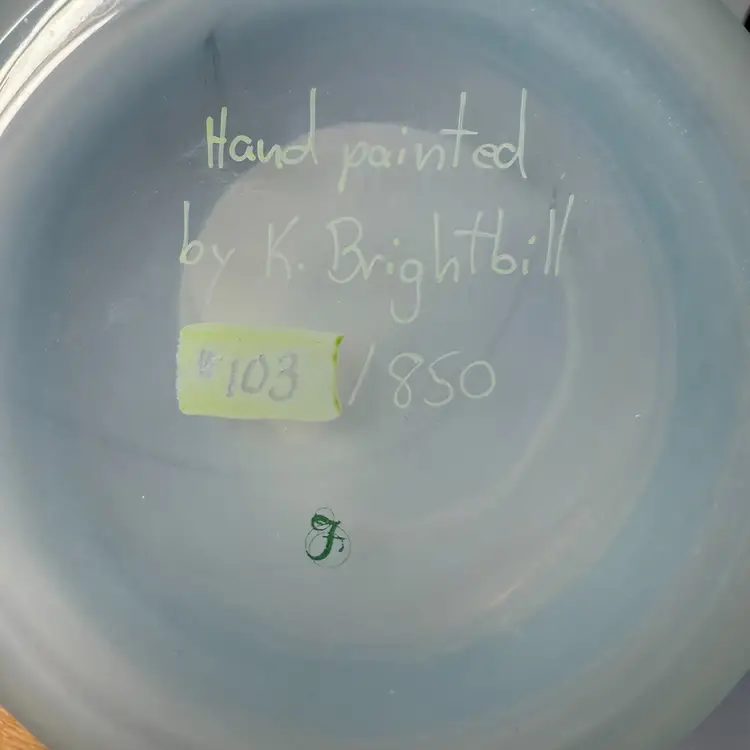 Hand painted
by K. Brightbill
#103 / 850
F